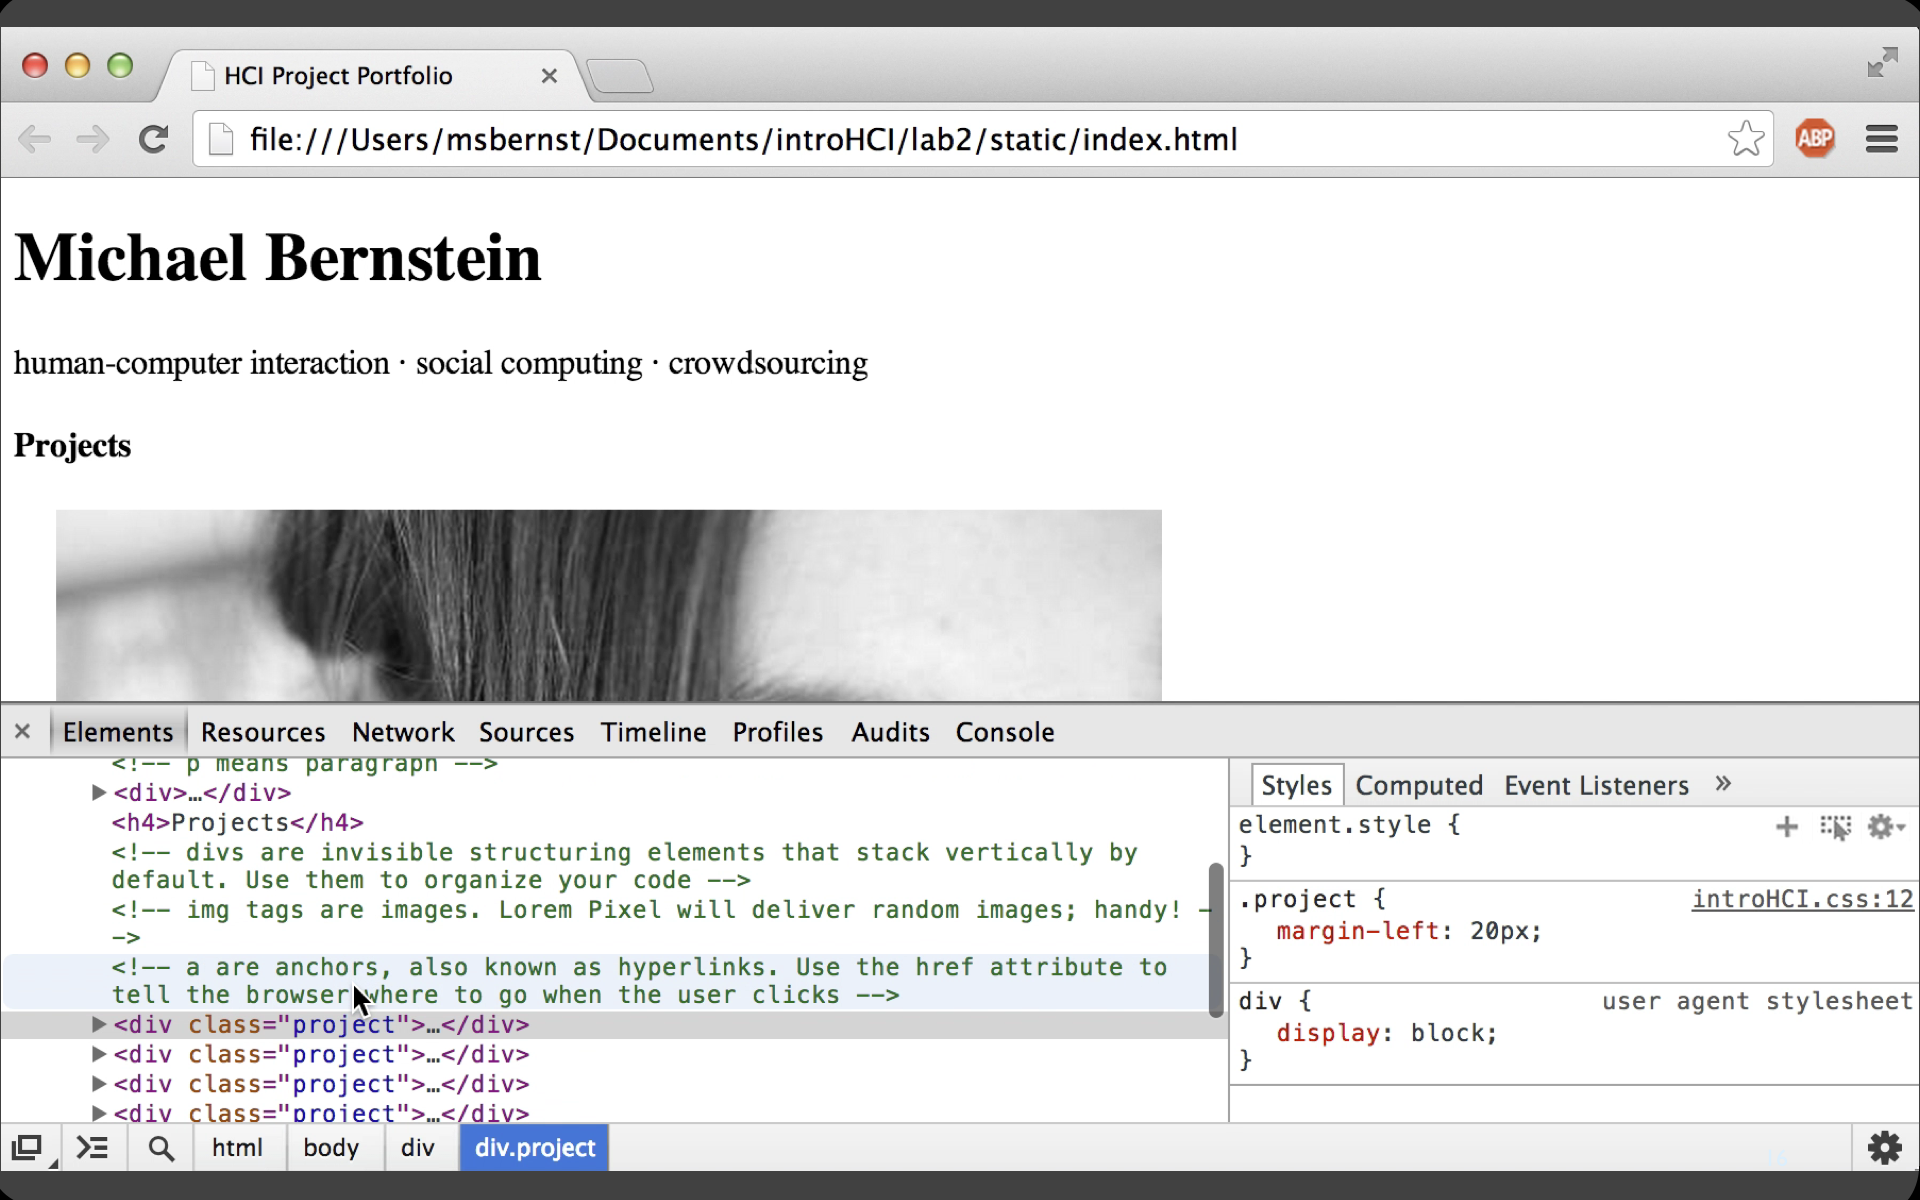 HCI Project Portfolio
file:///Users/msbernst/Documents/introHCI/lab2/static/index.html
ABP
Michael Bernstein
human-computer interaction · social computing · crowdsourcing
Projects
Elements Resources Network Sources Timeline Profiles Audits Console
<!-- p means paragraph -->
<div>…</div>
<h4>Projects</h4>
<!-- divs are invisible structuring elements that stack vertically by
default. Use them to organize your code -->
<!-- img tags are images. Lorem Pixel will deliver random images; handy! -
->
<!-- a are anchors, also known as hyperlinks. Use the href attribute to
tell the browser where to go when the user clicks -->
<div class="project">…</div>
<div class="project">…</div>
<div class="project">…</div>
<div class="project">…</div>
Styles Computed Event Listeners »
element.style {
}
.project { introHCI.css:12
margin-left: 20px;
}
div { user agent stylesheet
display: block;
}
html body div div.project